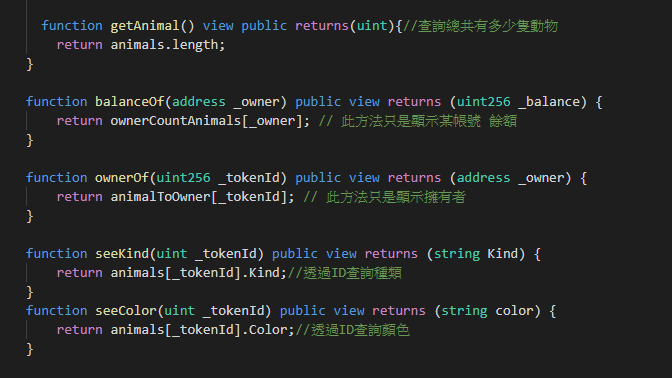 function getAnimal() view public returns(uint){//查詢總共有多少隻動物
return animals.length;
}
function balanceOf(address _owner) public view returns (uint256 _balance) {
return ownerCountAnimals[_owner]; // 此方法只是顯示某帳號 餘額
}
function ownerOf(uint256 _tokenId) public view returns (address _owner) {
return animalToOwner[_tokenId]; // 此方法只是顯示擁有者
}
function seeKind(uint _tokenId) public view returns (string Kind) {
return animals[_tokenId].Kind;//透過ID查詢種類
}
function seeColor(uint _tokenId) public view returns (string color) {
return animals[_tokenId].Color;//透過ID查詢顏色
}